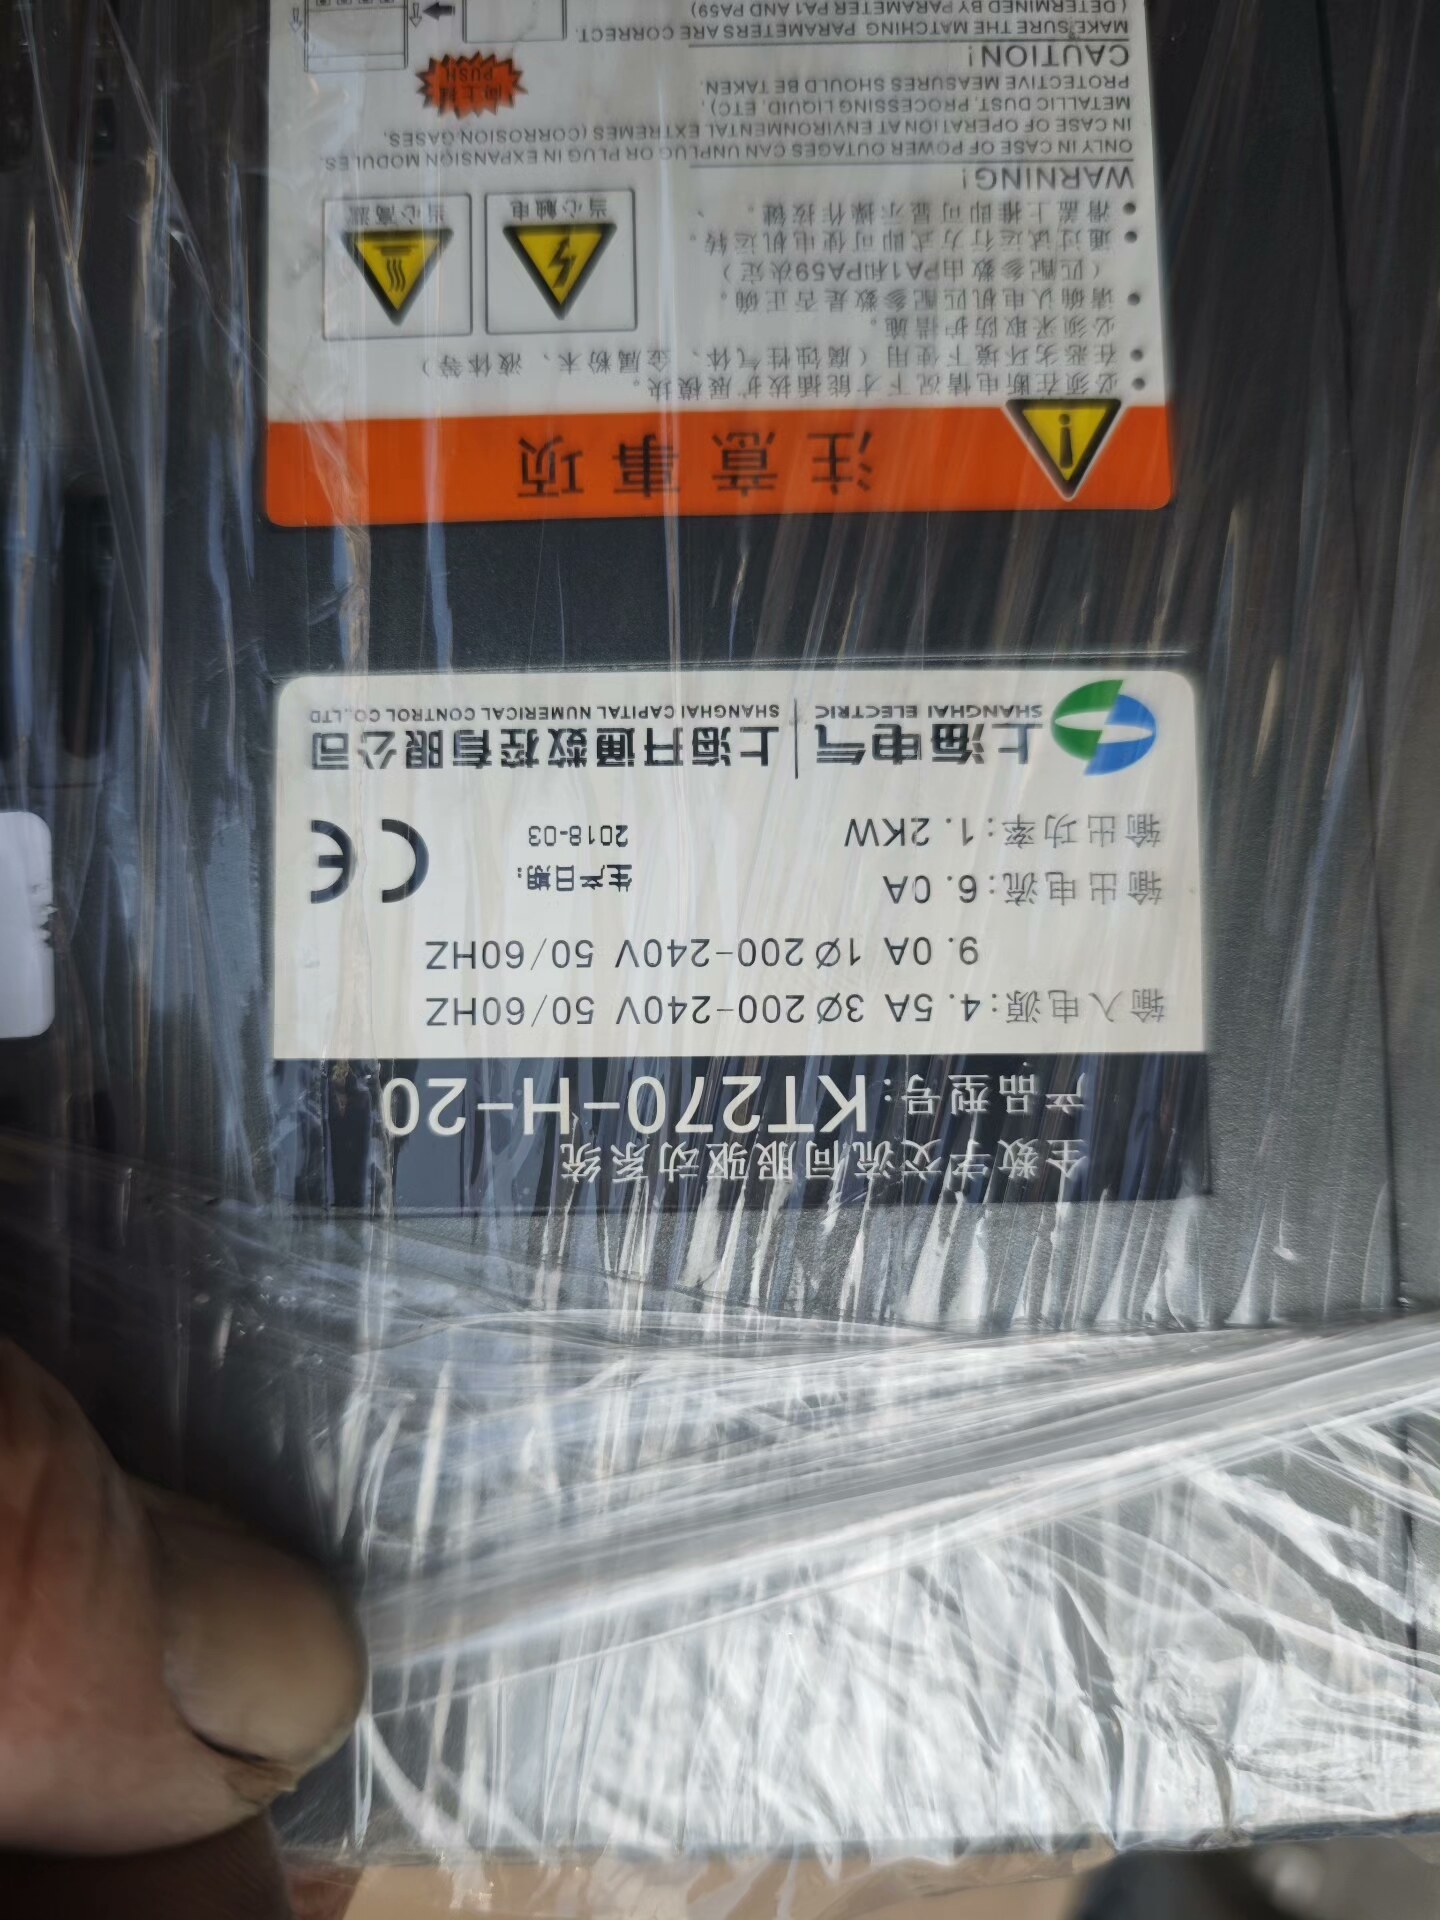 全数字交流伺服驱动系统
产品型号:KT270-H-20
输入电源:4.5A 3Ø200-240V 50/60HZ
9.0A 1Ø200-240V 50/60HZ
输出电流:6.0A
输出功率:1.2KW
生产日期:
2018-03
CE
上海电气
SHANGHAI ELECTRIC
上海开通数控有限公司
SHANGHAI CAPITAL NUMERICAL CONTROL CO.,LTD
注意事项
必须在断电情况下才能插拔扩展模块。
在恶劣环境下使用(腐蚀性气体、金属粉末、液体等)
必须采取防护措施。
请确认电机匹配参数是否正确。
(匹配参数由PA1和PA59决定)
通过试运行方式即可使电机运转。
滑盖上推即可显示操作按键。
当心触电
当心高温
WARNING!
ONLY IN CASE OF POWER OUTAGES CAN UNPLUG OR PLUG IN EXPANSION MODULES.
IN CASE OF OPERATION AT ENVIRONMENTAL EXTREMES (CORROSION GASES.
METALLIC DUST, PROCESSING LIQUID, ETC),
PROTECTIVE MEASURES SHOULD BE TAKEN.
CAUTION!
MAKE SURE THE MATCHING PARAMETERS ARE CORRECT.
(DETERMINED BY PARAMETER PA1 AND PA59)
向上推
PUSH